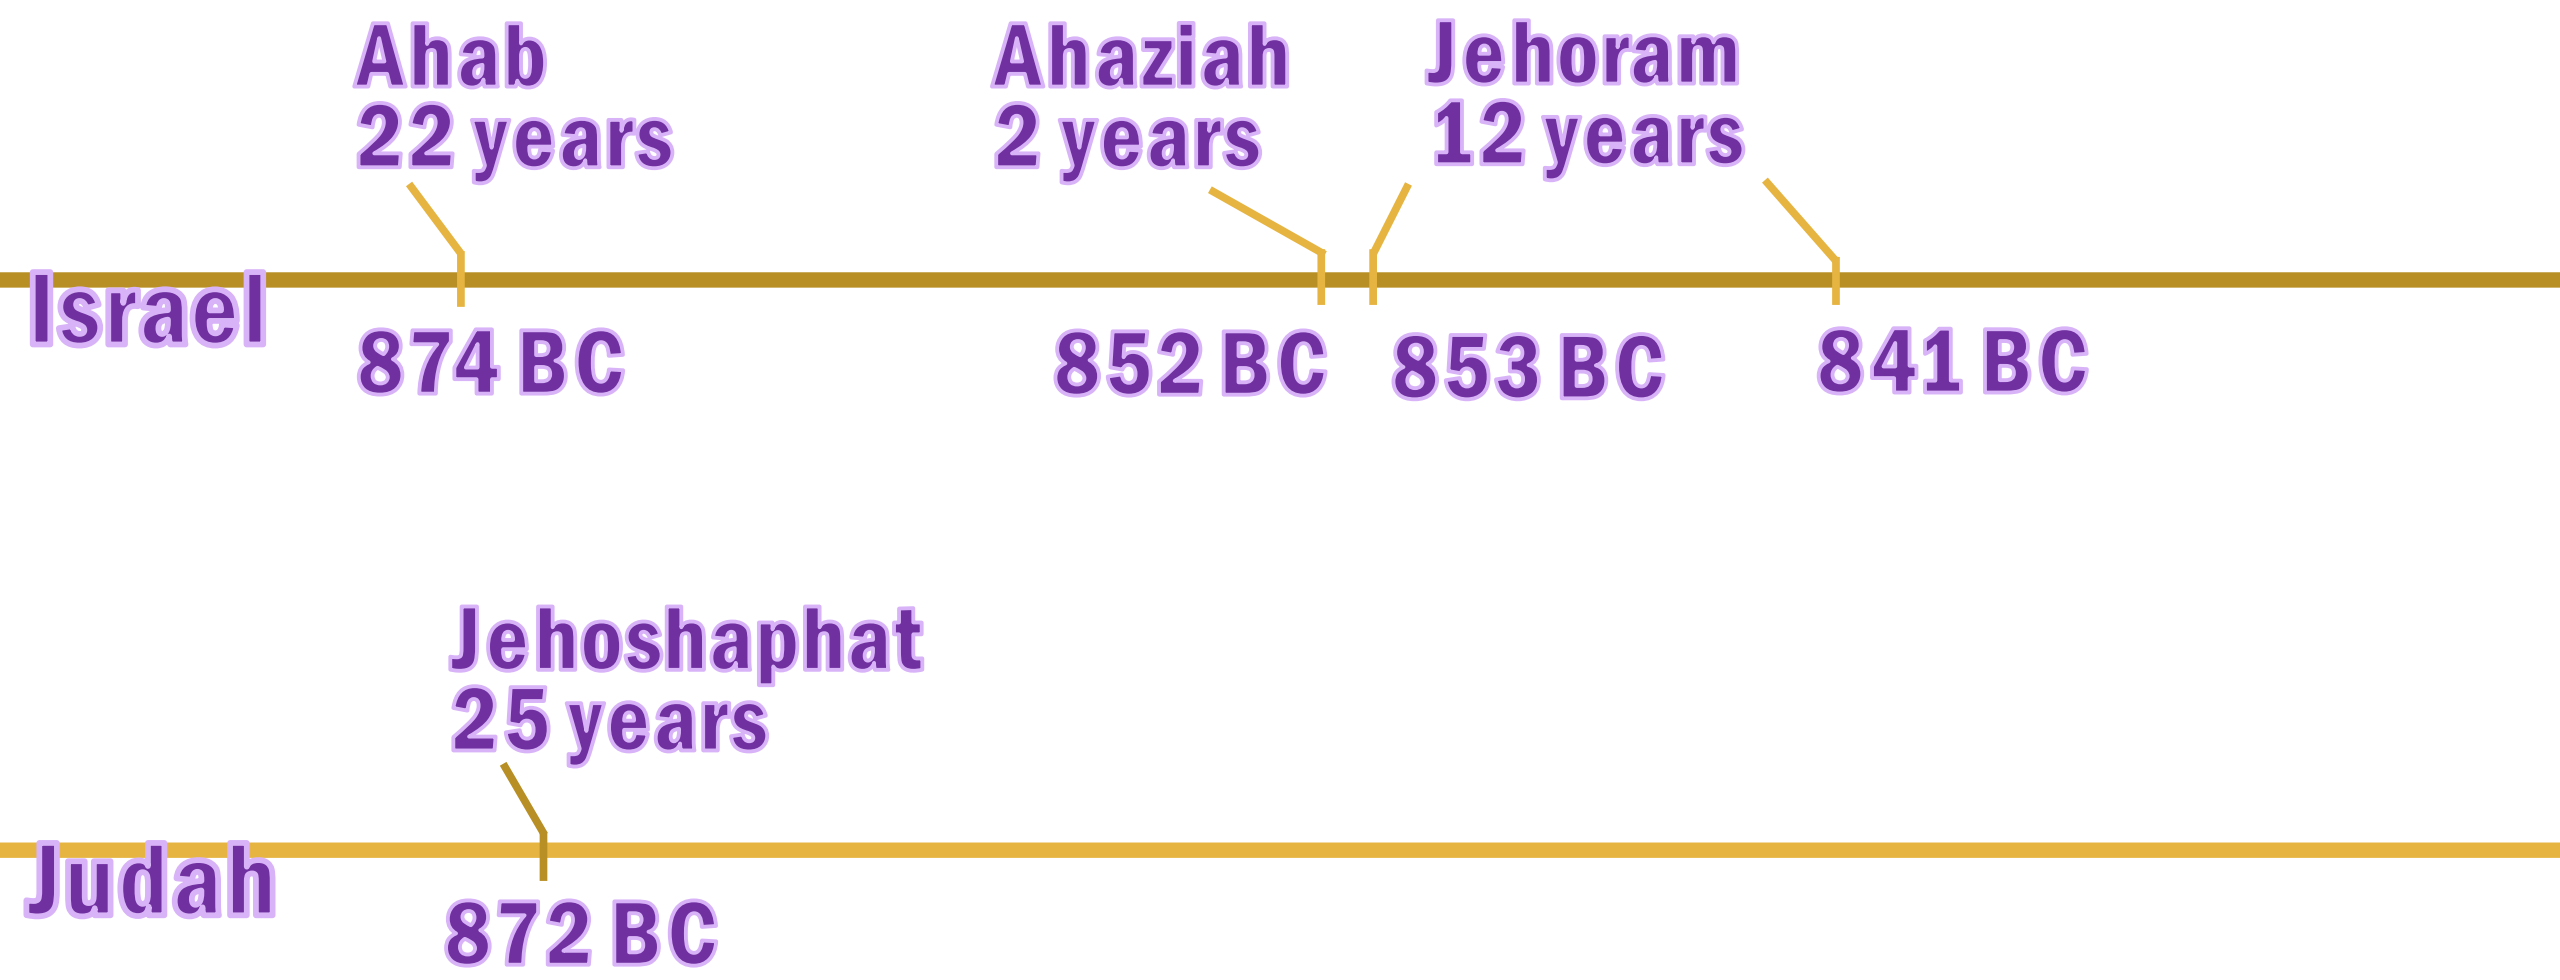 Ahab
22 years
Ahaziah
2 years
Jehoram
12 years
Israel
874 BC
852 BC
853 BC
841 BC
Jehoshaphat
25 years
Judah
872 BC